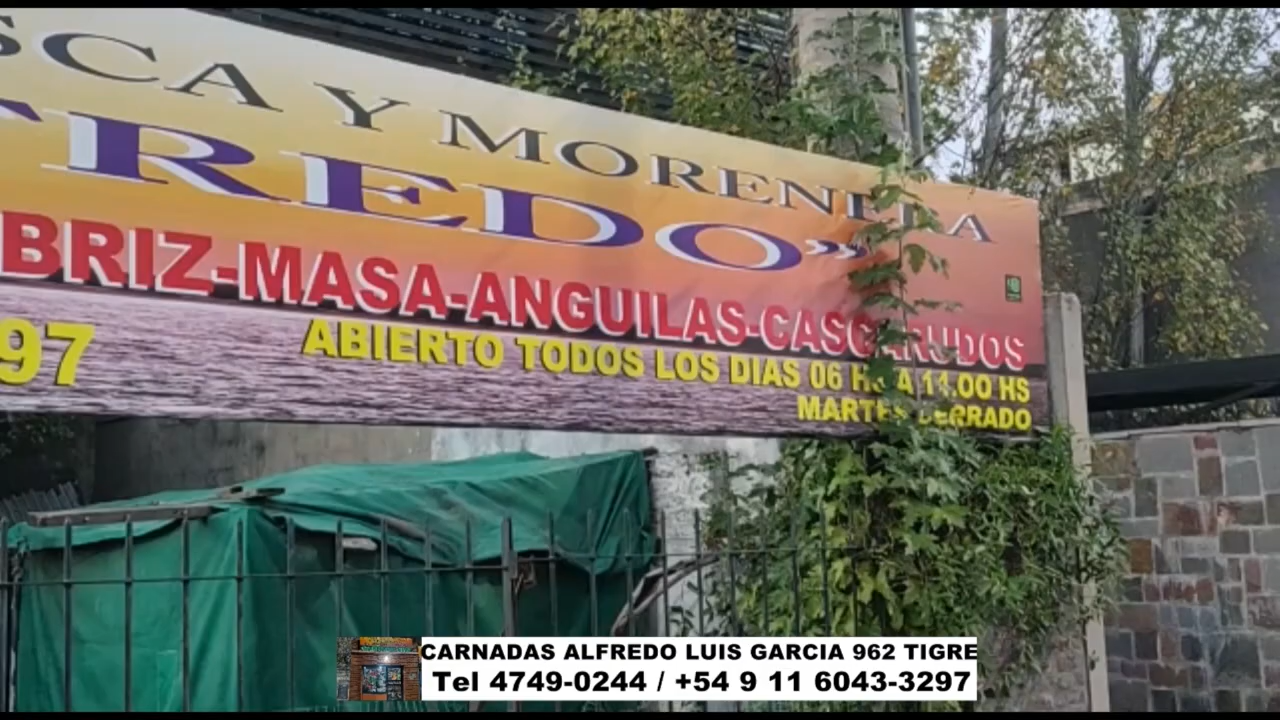 SCA Y MORENITA
FREDO”
BRIZ-MASA-ANGUILAS-CASCARUDOS
97
ABIERTO TODOS LOS DIAS 06 HS A 14.00 HS
MARTES CERRADO
CARNADAS ALFREDO LUIS GARCIA 962 TIGRE
Tel 4749-0244 / +54 9 11 6043-3297